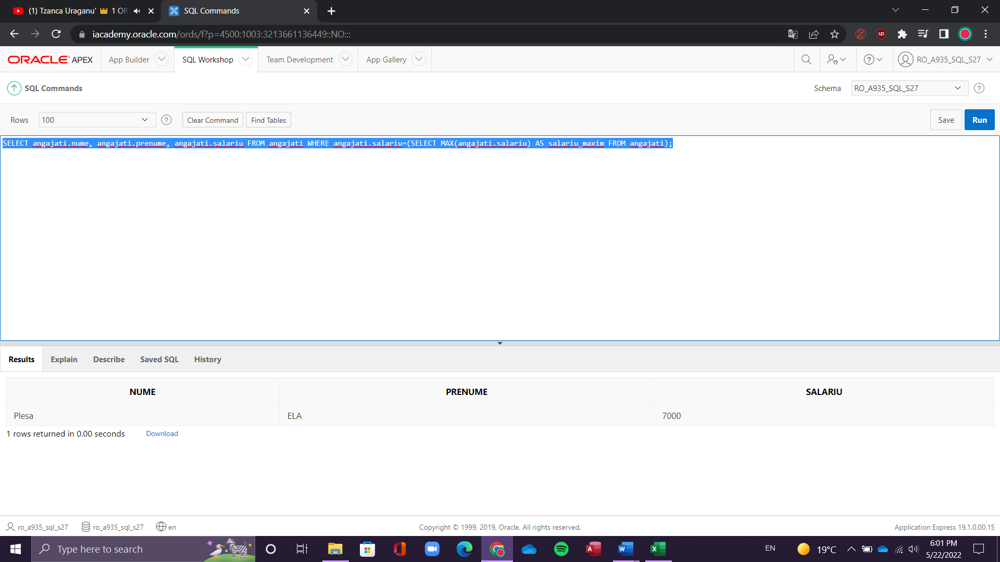 (1) Tzanca Uraganu' 👑 1 OR
SQL Commands
iacademy.oracle.com/ords/f?p=4500:1003:3213661136449::NO:::
ORACLE APEX
App Builder
SQL Workshop
Team Development
App Gallery
RO_A935_SQL_S27
SQL Commands
Schema
RO_A935_SQL_S27
Rows
100
Clear Command
Find Tables
Save
Run
SELECT angajati.nume, angajati.prenume, angajati.salariu FROM angajati WHERE angajati.salariu=(SELECT MAX(angajati.salariu) AS salariu_maxim FROM angajati);
Results
Explain
Describe
Saved SQL
History
NUME PRENUME SALARIU
Plesa ELA 7000
1 rows returned in 0.00 seconds
Download
ro_a935_sql_s27
ro_a935_sql_s27
en
Copyright © 1999, 2019, Oracle. All rights reserved.
Application Express 19.1.0.00.15
Type here to search
EN
19°C
6:01 PM
5/22/2022